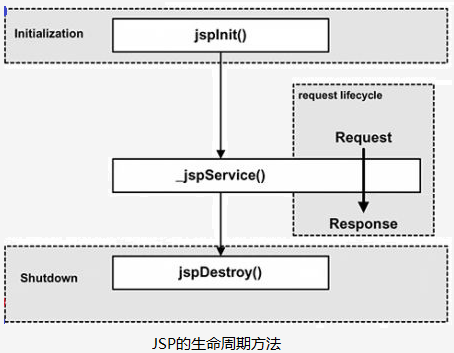 Initialization
jspInit()
request lifecycle
Request
_jspService()
Response
Shutdown
jspDestroy()
JSP的生命周期方法